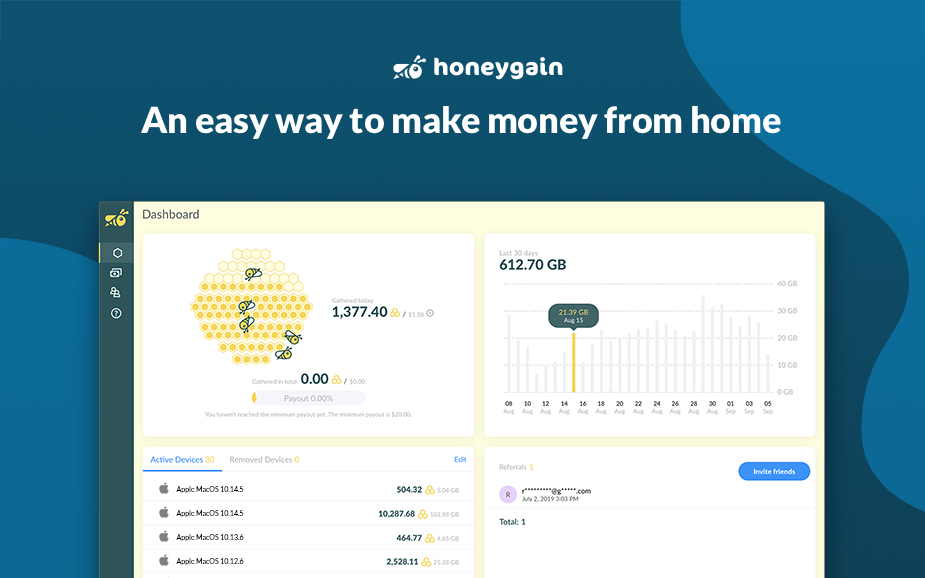 honeygain
An easy way to make money from home
Dashboard
Gathered today
1,377.40 / $1.38
Gathered in total: 0.00 / $0.00
Payout 0.00%
You haven't reached the minimum payout yet. The minimum payout is $20.00.
Last 30 days
612.70 GB
40 GB
30 GB
20 GB
10 GB
0 GB
21.39 GB
Aug 15
08 10 12 14 16 18 20 22 24 26 28 30 01 03 05
Aug Aug Aug Aug Aug Aug Aug Aug Aug Aug Aug Aug Sep Sep Sep
Active Devices 30 Removed Devices 0 Edit
Apple MacOS 10.14.5 504.32 5.04 GB
Apple MacOS 10.14.5 10,287.68 102.88 GB
Apple MacOS 10.13.6 464.77 4.65 GB
Apple MacOS 10.12.6 2,528.11 25.28 GB
Referrals 1
Invite friends
R
r*********@g*****.com
July 2, 2019 3:03 PM
Total: 1